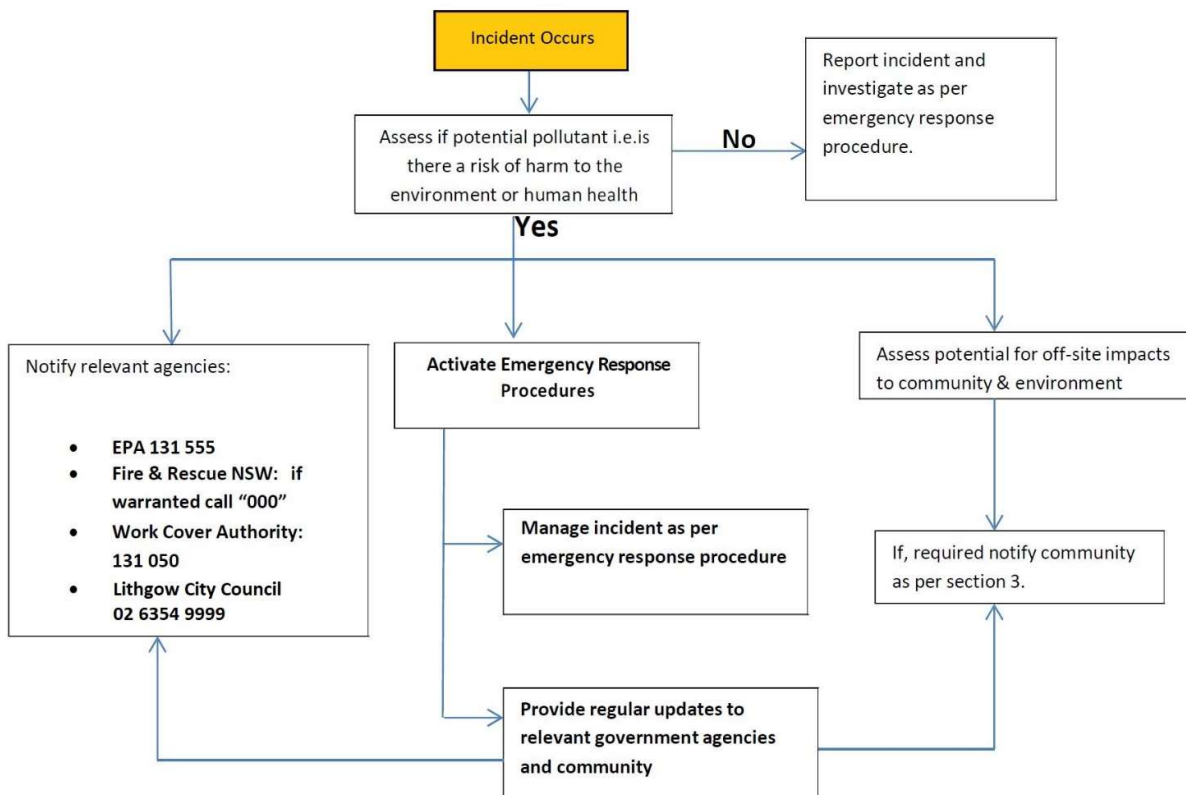 Incident Occurs
Report incident and
investigate as per
emergency response
procedure.
Assess if potential pollutant i.e.is
there a risk of harm to the
environment or human health
No
Yes
Notify relevant agencies:
• EPA 131 555
• Fire & Rescue NSW: if
warranted call “000”
• Work Cover Authority:
131 050
• Lithgow City Council
02 6354 9999
Activate Emergency Response
Procedures
Assess potential for off-site impacts
to community & environment
Manage incident as per
emergency response procedure
If, required notify community
as per section 3.
Provide regular updates to
relevant government agencies
and community